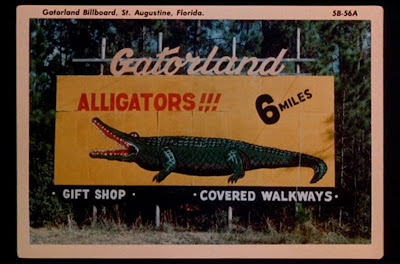 Gatorland Billboard, St. Augustine, Florida. SB-56A
Gatorland
ALLIGATORS!!! 6 MILES
GIFT SHOP · · COVERED WALKWAYS ·